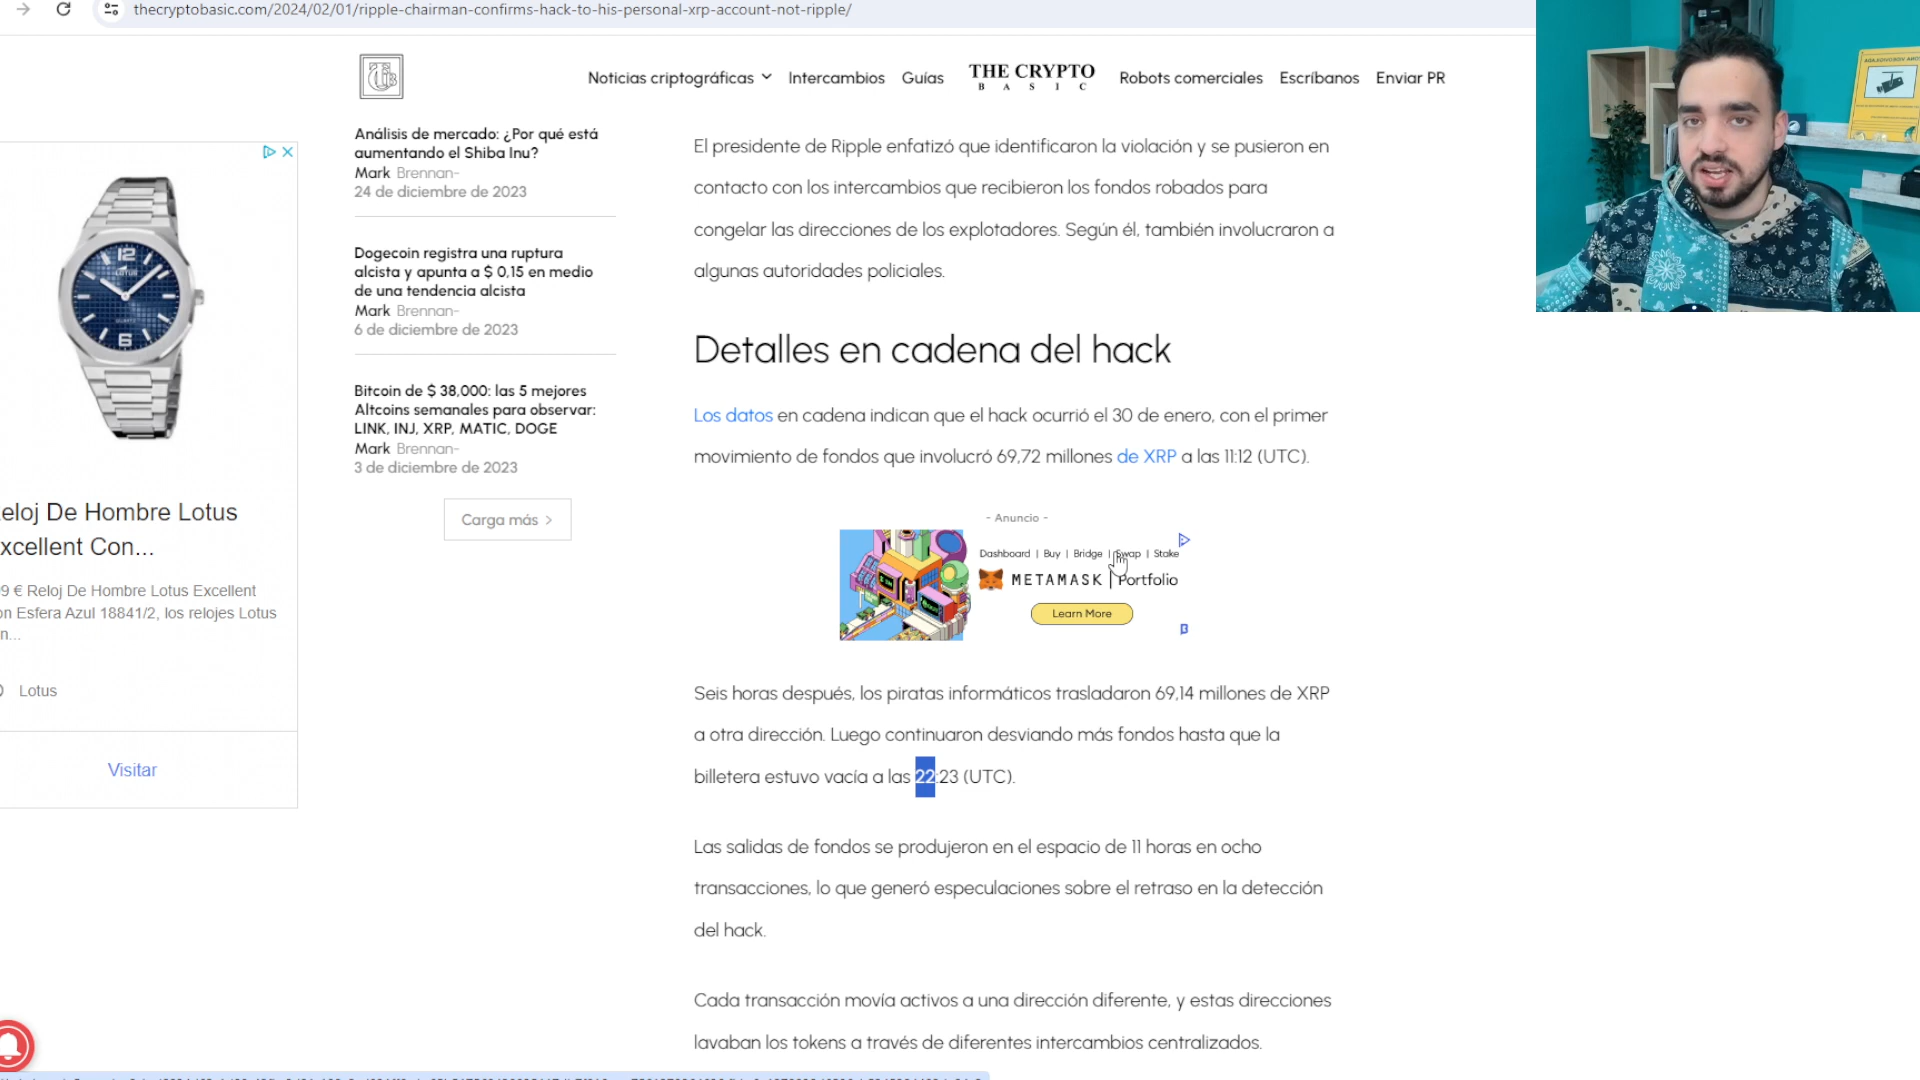 thecryptobasic.com/2024/02/01/ripple-chairman-confirms-hack-to-his-personal-xrp-account-not-ripple/
Noticias criptográficas Intercambios Guías THE CRYPTO BASIC Robots comerciales Escríbanos Enviar PR
Análisis de mercado: ¿Por qué está
aumentando el Shiba Inu?
Mark Brennan-
24 de diciembre de 2023
Dogecoin registra una ruptura
alcista y apunta a $ 0,15 en medio
de una tendencia alcista
Mark Brennan-
6 de diciembre de 2023
Bitcoin de $ 38,000: las 5 mejores
Altcoins semanales para observar:
LINK, INJ, XRP, MATIC, DOGE
Mark Brennan-
3 de diciembre de 2023
Carga más >
12
LOTUS
6
eloj De Hombre Lotus
xcellent Con...
9 € Reloj De Hombre Lotus Excellent
on Esfera Azul 18841/2, los relojes Lotus
n...
Lotus
Visitar
El presidente de Ripple enfatizó que identificaron la violación y se pusieron en
contacto con los intercambios que recibieron los fondos robados para
congelar las direcciones de los explotadores. Según él, también involucraron a
algunas autoridades policiales.
Detalles en cadena del hack
Los datos en cadena indican que el hack ocurrió el 30 de enero, con el primer
movimiento de fondos que involucró 69,72 millones de XRP a las 11:12 (UTC).
- Anuncio -
Dashboard | Buy | Bridge | Swap | Stake
METAMASK | Portfolio
Learn More
Seis horas después, los piratas informáticos trasladaron 69,14 millones de XRP
a otra dirección. Luego continuaron desviando más fondos hasta que la
billetera estuvo vacía a las 22:23 (UTC).
Las salidas de fondos se produjeron en el espacio de 11 horas en ocho
transacciones, lo que generó especulaciones sobre el retraso en la detección
del hack.
Cada transacción movía activos a una dirección diferente, y estas direcciones
lavaban los tokens a través de diferentes intercambios centralizados.